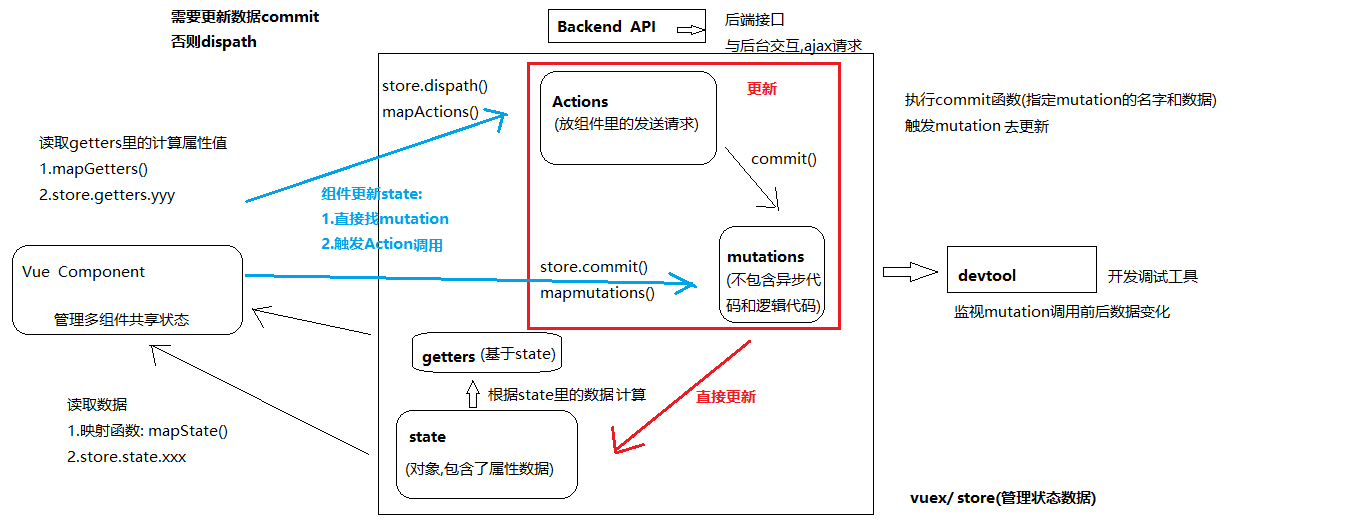 需要更新数据commit
否则dispath
Backend API
后端接口
与后台交互,ajax请求
store.dispath()
mapActions()
Actions
(放组件里的发送请求)
更新
commit()
执行commit函数(指定mutation的名字和数据)
触发mutation 去更新
读取getters里的计算属性值
1.mapGetters()
2.store.getters.yyy
组件更新state:
1.直接找mutation
2.触发Action调用
Vue Component
管理多组件共享状态
store.commit()
mapmutations()
mutations
(不包含异步代
码和逻辑代码)
devtool
开发调试工具
监视mutation调用前后数据变化
getters (基于state)
根据state里的数据 计算
直接更新
读取数据
1.映射函数: mapState()
2.store.state.xxx
state
(对象,包含了属性数据)
vuex/ store(管理状态数据)